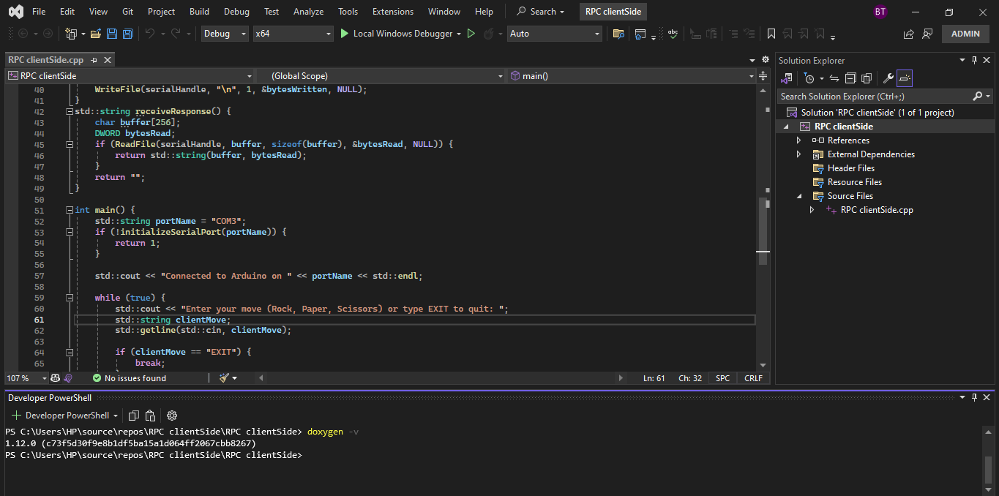 File Edit View Git Project Build Debug Test Analyze Tools Extensions Window Help Search RPC clientSide BT
Debug x64 Local Windows Debugger Auto abc ADMIN
RPC clientSide.cpp
RPC clientSide (Global Scope) main()
40 WriteFile(serialHandle, "\n", 1, &bytesWritten, NULL);
41 }
42 std::string receiveResponse() {
43 char buffer[256];
44 DWORD bytesRead;
45 if (ReadFile(serialHandle, buffer, sizeof(buffer), &bytesRead, NULL)) {
46 return std::string(buffer, bytesRead);
47 }
48 return "";
49 }
50
51 int main() {
52 std::string portName = "COM3";
53 if (!initializeSerialPort(portName)) {
54 return 1;
55 }
56
57 std::cout << "Connected to Arduino on " << portName << std::endl;
58
59 while (true) {
60 std::cout << "Enter your move (Rock, Paper, Scissors) or type EXIT to quit: ";
61 std::string clientMove;
62 std::getline(std::cin, clientMove);
63
64 if (clientMove == "EXIT") {
65 break;
107 % No issues found Ln: 61 Ch: 32 SPC CRLF
Solution Explorer
Search Solution Explorer (Ctrl+;)
Solution 'RPC clientSide' (1 of 1 project)
RPC clientSide
References
External Dependencies
Header Files
Resource Files
Source Files
RPC clientSide.cpp
Developer PowerShell
Developer PowerShell
PS C:\Users\HP\source\repos\RPC clientSide\RPC clientSide> doxygen -v
1.12.0 (c73f5d30f9e8b1df5ba15a1d064ff2067cbb8267)
PS C:\Users\HP\source\repos\RPC clientSide\RPC clientSide>